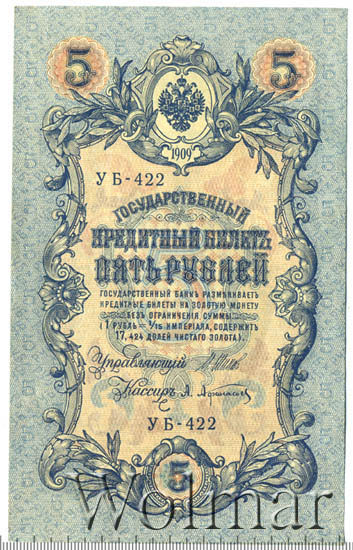 5 5
1909
УБ-422
ГОСУДАРСТВЕННЫЙ
КРЕДИТНЫЙ БИЛЕТЪ
ПЯТЬ РУБЛЕЙ
ГОСУДАРСТВЕННЫЙ БАНКЪ РАЗМѢНИВАЕТЪ
КРЕДИТНЫЕ БИЛЕТЫ НА ЗОЛОТУЮ МОНЕТУ
БЕЗЪ ОГРАНИЧЕНІЯ СУММЫ
(1 РУБЛЬ = 1/15 ИМПЕРІАЛА, СОДЕРЖИТЪ
17,424 ДОЛЕЙ ЧИСТАГО ЗОЛОТА).
Управляющій
Кассиръ
УБ-422
5
Wolmar